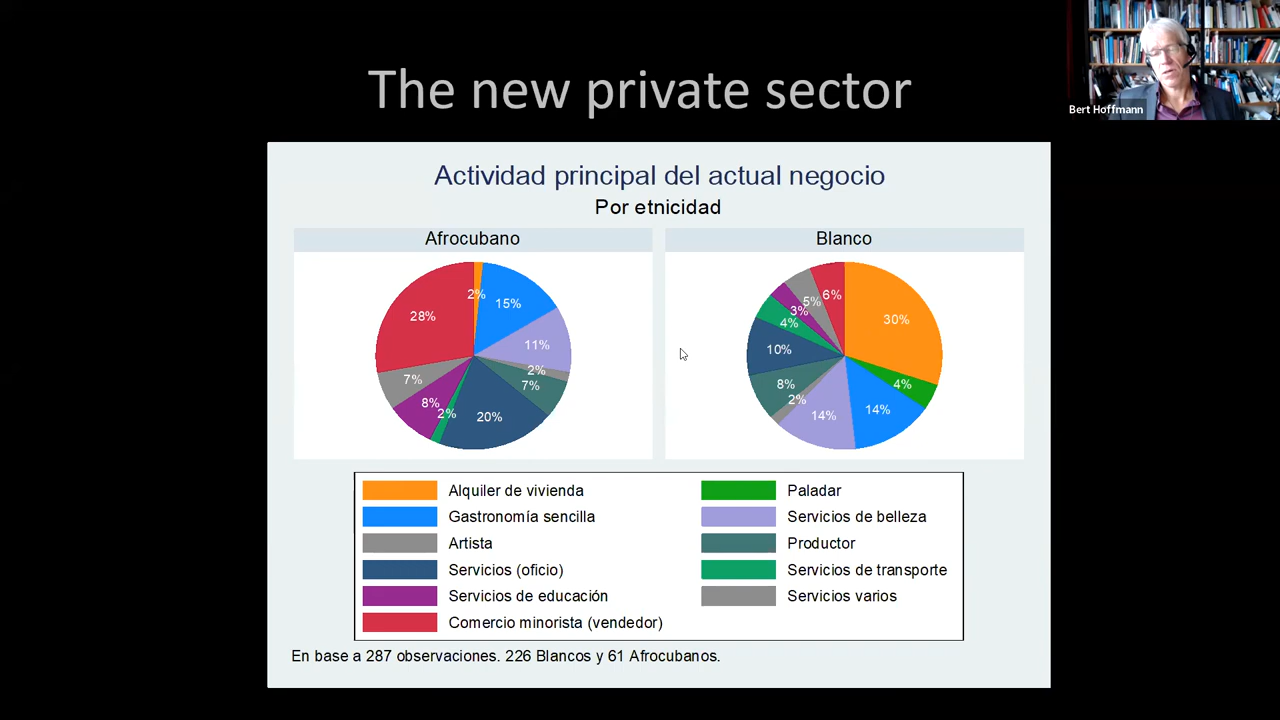 The new private sector
Bert Hoffmann
Actividad principal del actual negocio
Por etnicidad
Afrocubano
2%
15%
11%
2%
7%
20%
2%
8%
7%
28%
Blanco
30%
4%
14%
14%
2%
8%
10%
4%
3%
5%
6%
Alquiler de vivienda
Paladar
Gastronomía sencilla
Servicios de belleza
Artista
Productor
Servicios (oficio)
Servicios de transporte
Servicios de educación
Servicios varios
Comercio minorista (vendedor)
En base a 287 observaciones. 226 Blancos y 61 Afrocubanos.